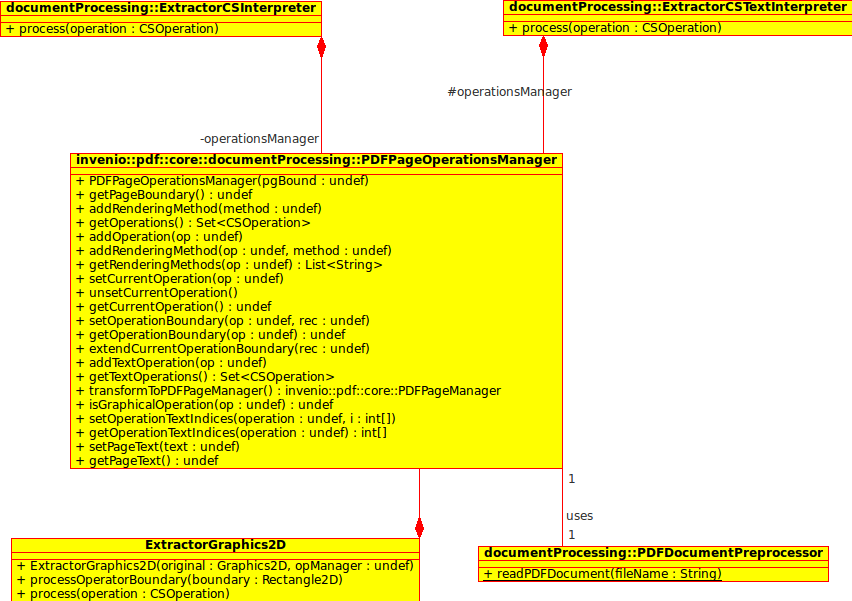 documentProcessing::ExtractorCSInterpreter
+ process(operation : CSOperation)
documentProcessing::ExtractorCSTextInterpreter
+ process(operation : CSOperation)
#operationsManager
-operationsManager
invenio::pdf::core::documentProcessing::PDFPageOperationsManager
+ PDFPageOperationsManager(pgBound : undef)
+ getPageBoundary() : undef
+ addRenderingMethod(method : undef)
+ getOperations() : Set<CSOperation>
+ addOperation(op : undef)
+ addRenderingMethod(op : undef, method : undef)
+ getRenderingMethods(op : undef) : List<String>
+ setCurrentOperation(op : undef)
+ unsetCurrentOperation()
+ getCurrentOperation() : undef
+ setOperationBoundary(op : undef, rec : undef)
+ getOperationBoundary(op : undef) : undef
+ extendCurrentOperationBoundary(rec : undef)
+ addTextOperation(op : undef)
+ getTextOperations() : Set<CSOperation>
+ transformToPDFPageManager() : invenio::pdf::core::PDFPageManager
+ isGraphicalOperation(op : undef) : undef
+ setOperationTextIndices(operation : undef, i : int[])
+ getOperationTextIndices(operation : undef) : int[]
+ setPageText(text : undef)
+ getPageText() : undef
1
uses
1
ExtractorGraphics2D
+ ExtractorGraphics2D(original : Graphics2D, opManager : undef)
+ processOperatorBoundary(boundary : Rectangle2D)
+ process(operation : CSOperation)
documentProcessing::PDFDocumentPreprocessor
+ readPDFDocument(fileName : String)